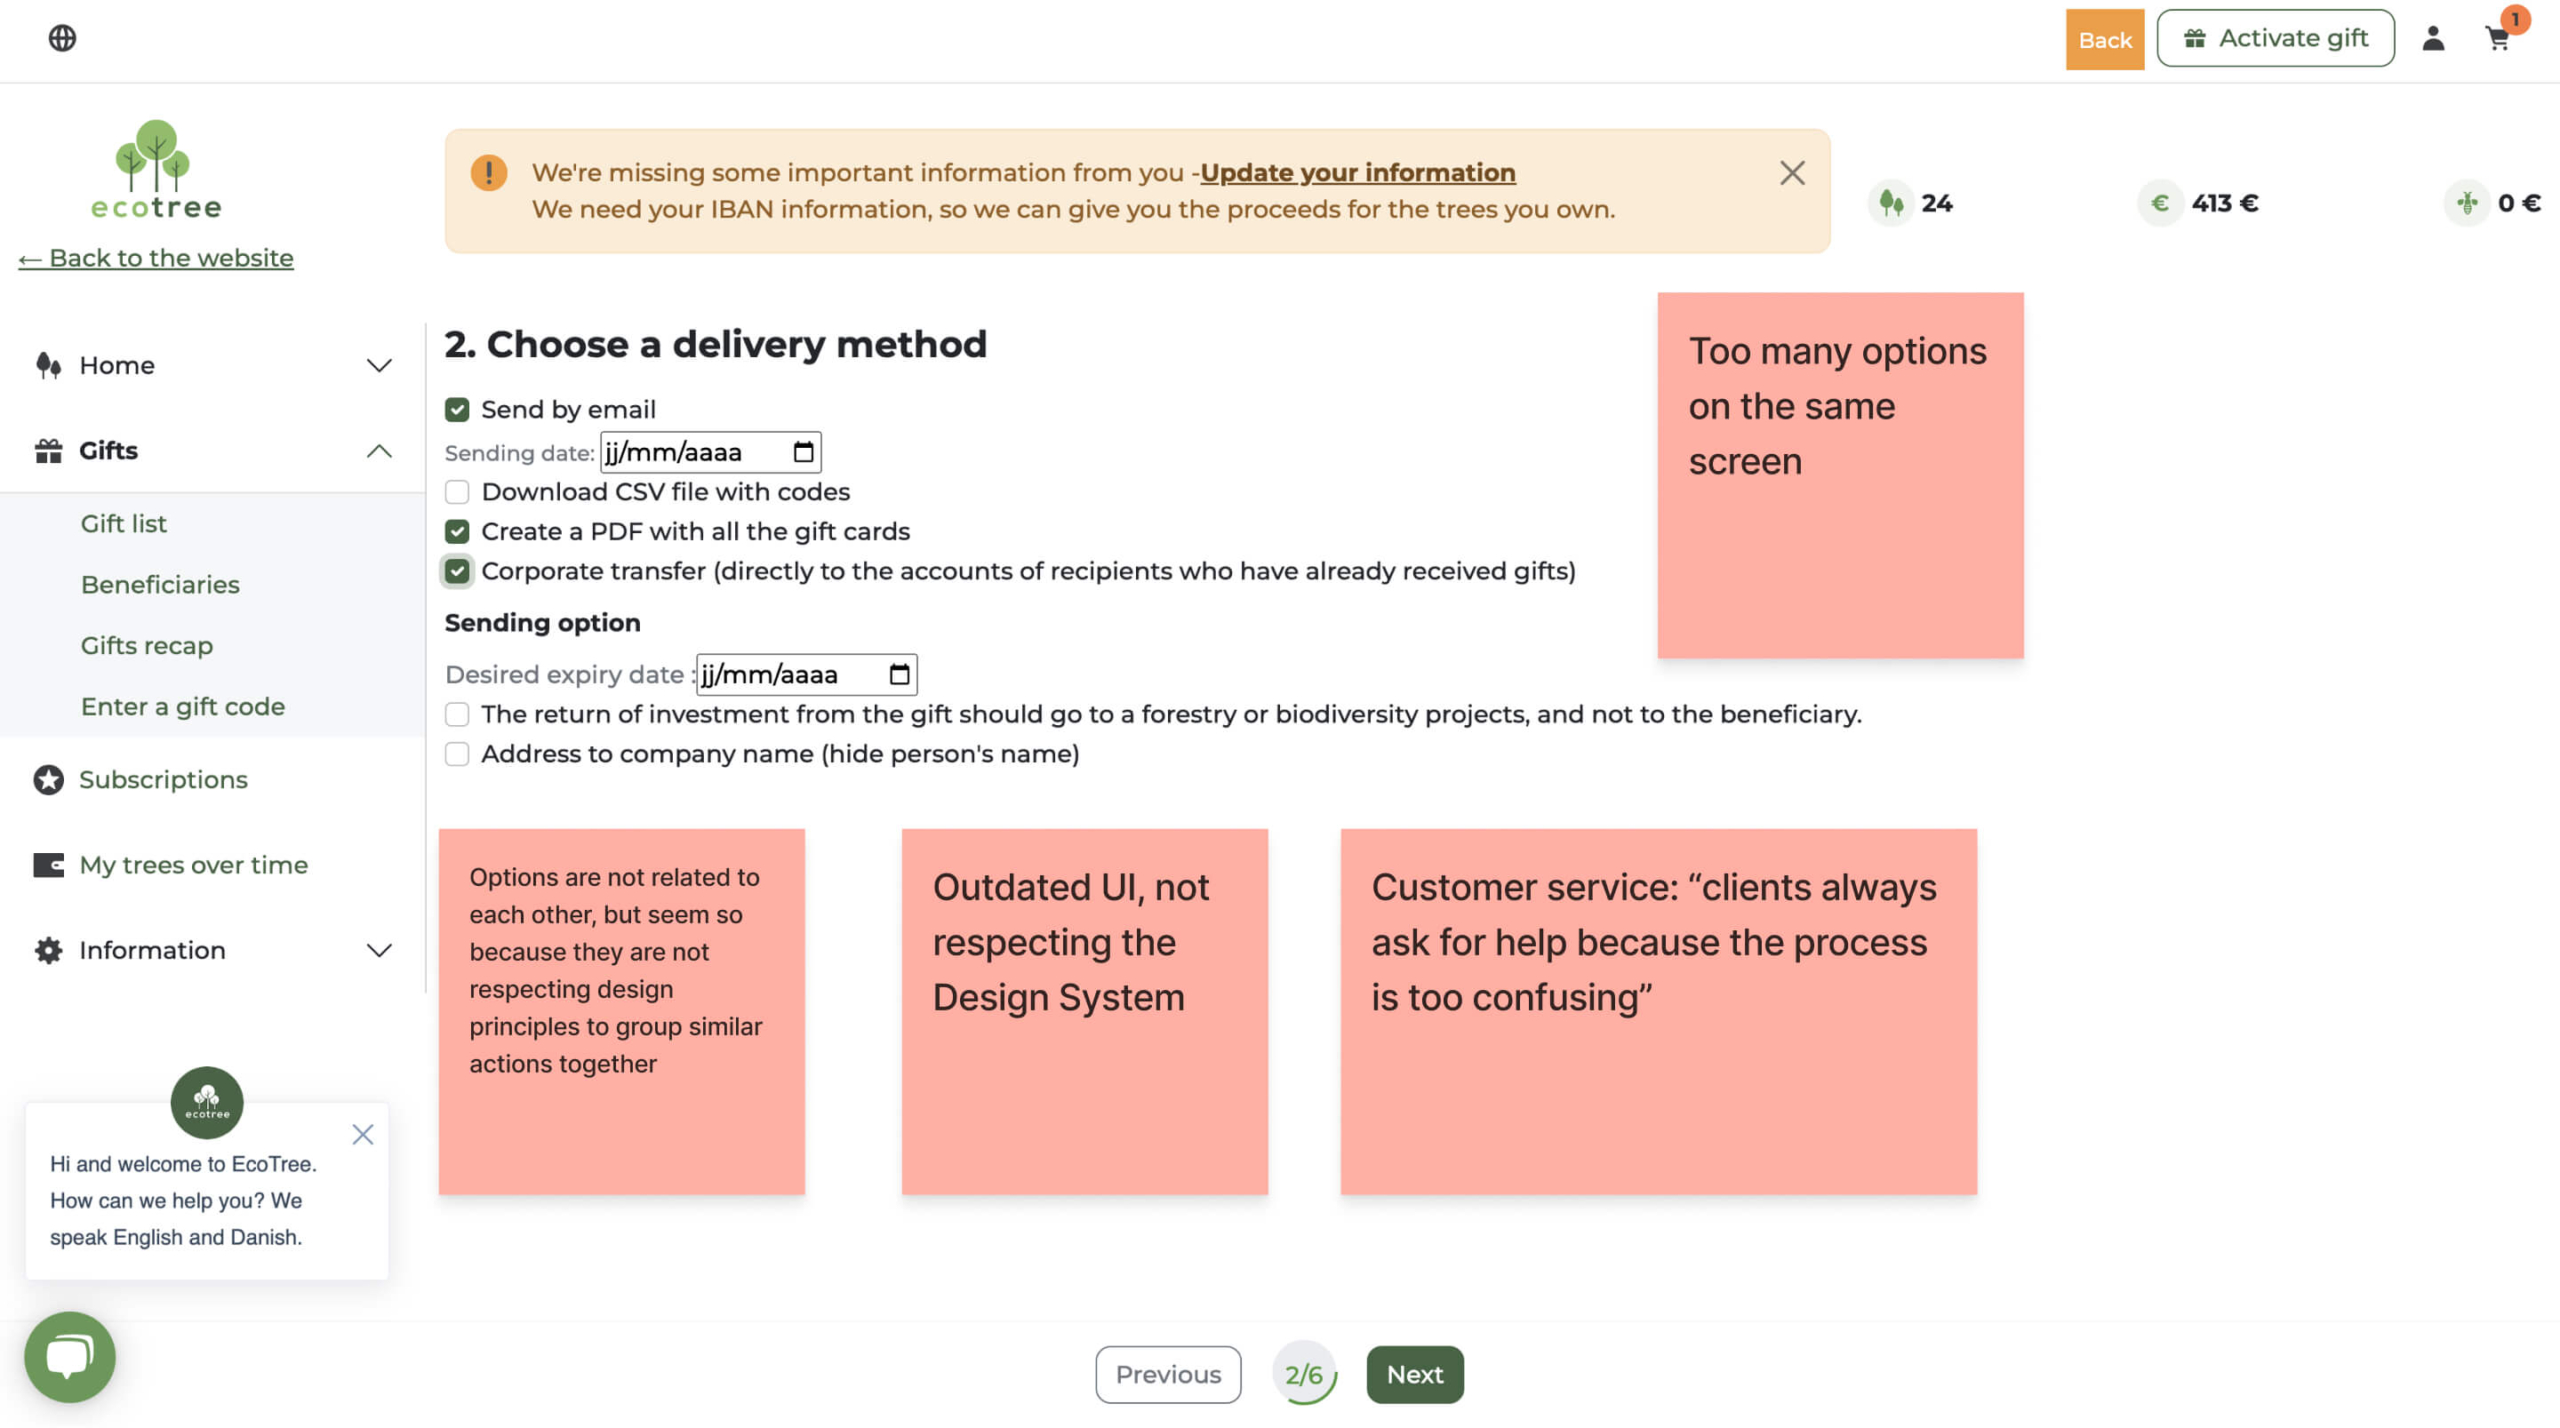 Back
Activate gift
1
ecotree
← Back to the website
We're missing some important information from you -Update your information
We need your IBAN information, so we can give you the proceeds for the trees you own.
24
€ 413 €
0 €
Home
Gifts
Gift list
Beneficiaries
Gifts recap
Enter a gift code
Subscriptions
My trees over time
Information
2. Choose a delivery method
Send by email
Sending date: jj/mm/aaaa
Download CSV file with codes
Create a PDF with all the gift cards
Corporate transfer (directly to the accounts of recipients who have already received gifts)
Sending option
Desired expiry date : jj/mm/aaaa
The return of investment from the gift should go to a forestry or biodiversity projects, and not to the beneficiary.
Address to company name (hide person's name)
Too many options
on the same
screen
Options are not related to
each other, but seem so
because they are not
respecting design
principles to group similar
actions together
Outdated UI, not
respecting the
Design System
Customer service: “clients always
ask for help because the process
is too confusing”
ecotree
Hi and welcome to EcoTree.
How can we help you? We
speak English and Danish.
Previous
2/6
Next